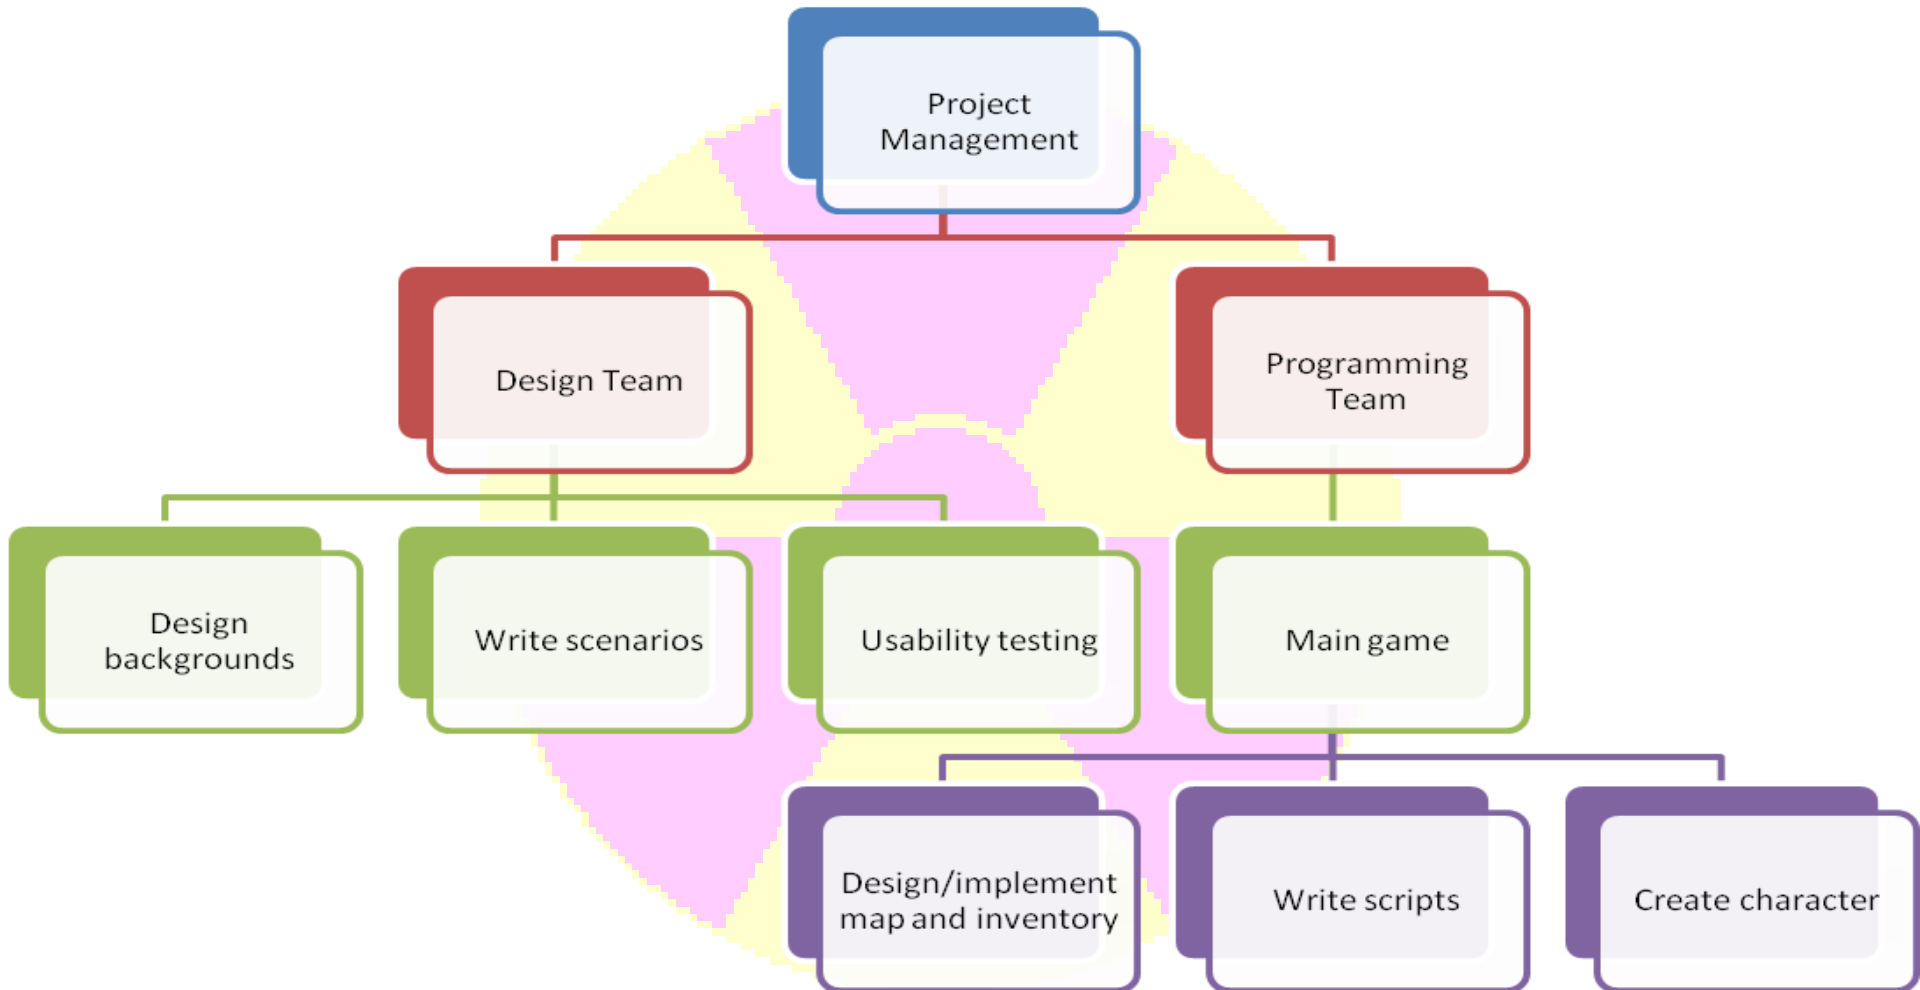 Project
Management
Design Team
Programming
Team
Design
backgrounds
Write scenarios
Usability testing
Main game
Design/implement
map and inventory
Write scripts
Create character